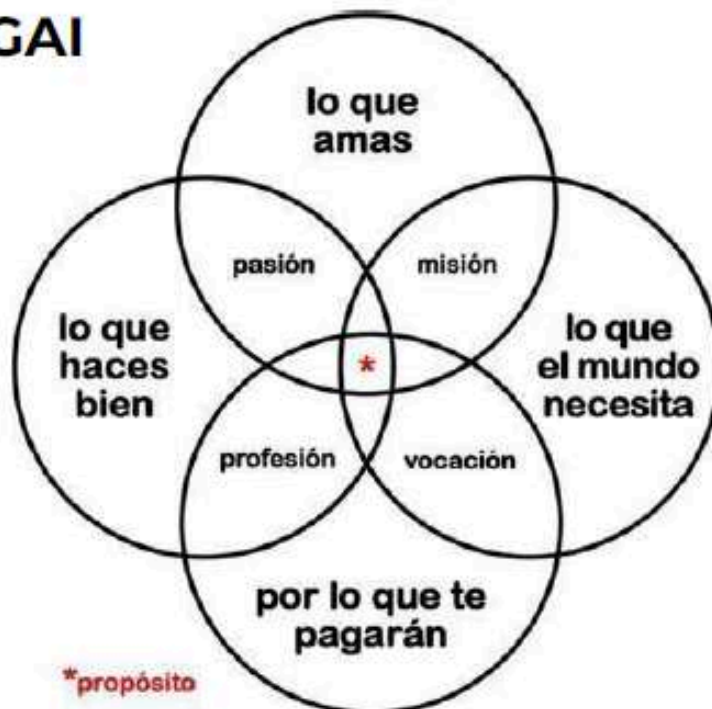 GAI
lo que
amas
pasión
misión
lo que
haces
bien
lo que
el mundo
necesita
*
profesión
vocación
por lo que te
pagarán
*propósito